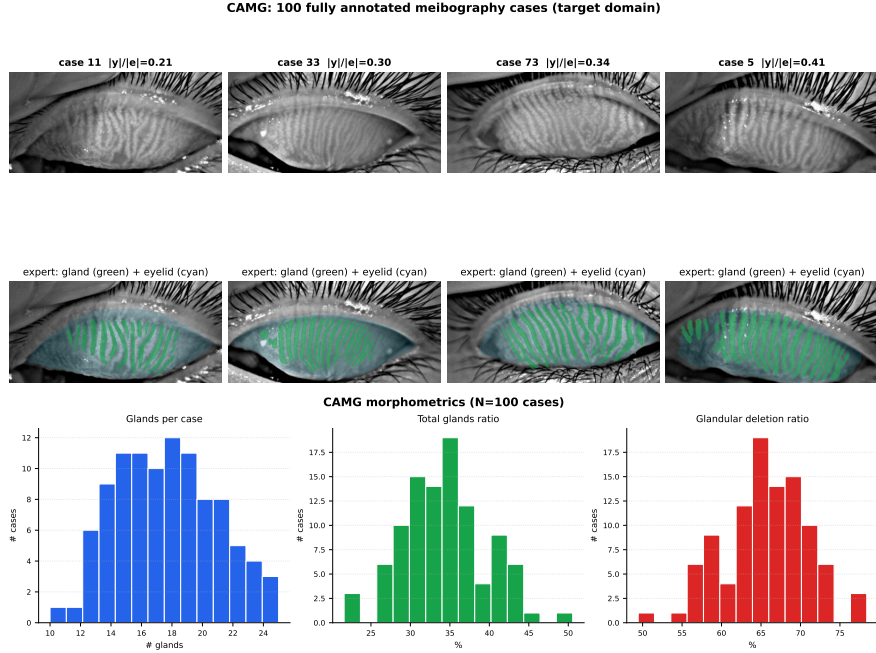 CAMG: 100 fully annotated meibography cases (target domain)
case 11 |y|/|e|=0.21
case 33 |y|/|e|=0.30
case 73 |y|/|e|=0.34
case 5 |y|/|e|=0.41
expert: gland (green) + eyelid (cyan)
expert: gland (green) + eyelid (cyan)
expert: gland (green) + eyelid (cyan)
expert: gland (green) + eyelid (cyan)
CAMG morphometrics (N=100 cases)
Glands per case
# cases
12
10
8
6
4
2
0
10 12 14 16 18 20 22 24
# glands
Total glands ratio
# cases
17.5
15.0
12.5
10.0
7.5
5.0
2.5
0.0
25 30 35 40 45 50
%
Glandular deletion ratio
# cases
17.5
15.0
12.5
10.0
7.5
5.0
2.5
0.0
50 55 60 65 70 75
%